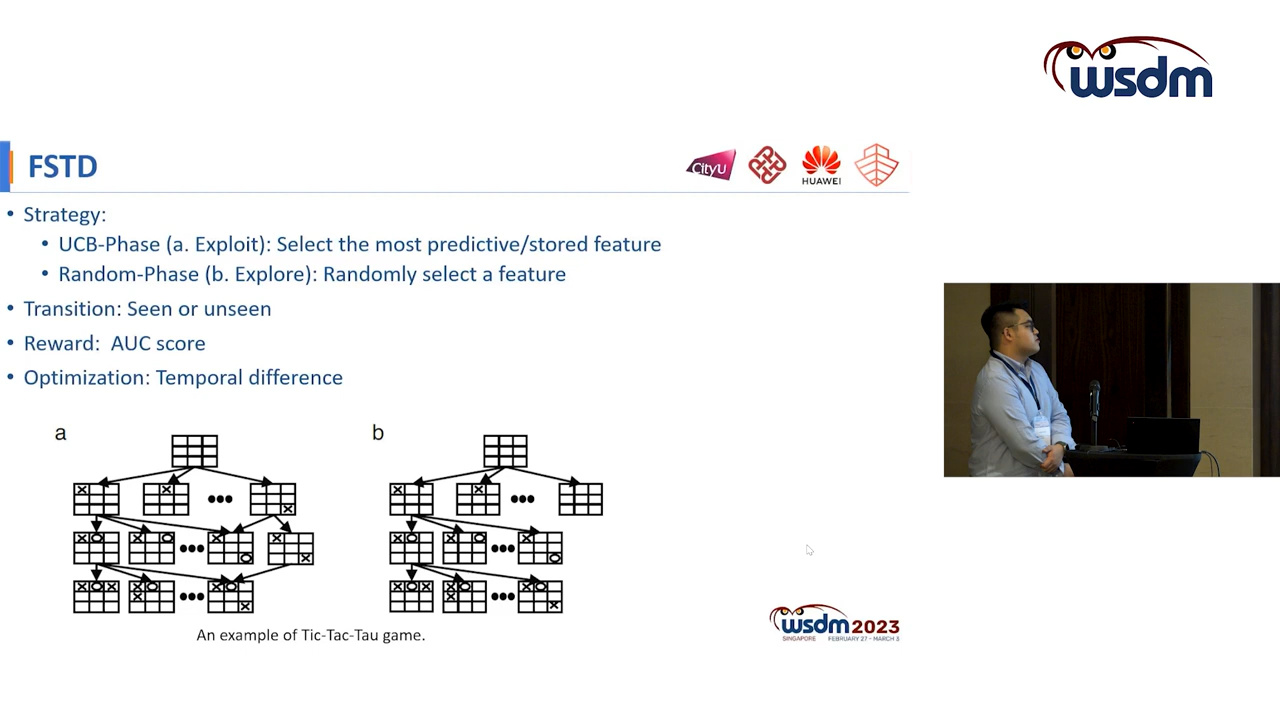 wsdm
FSTD
CityU
HUAWEI
• Strategy:
• UCB-Phase (a. Exploit): Select the most predictive/stored feature
• Random-Phase (b. Explore): Randomly select a feature
• Transition: Seen or unseen
• Reward: AUC score
• Optimization: Temporal difference
a
b
An example of Tic-Tac-Tau game.
wsdm 2023
SINGAPORE FEBRUARY 27 - MARCH 3